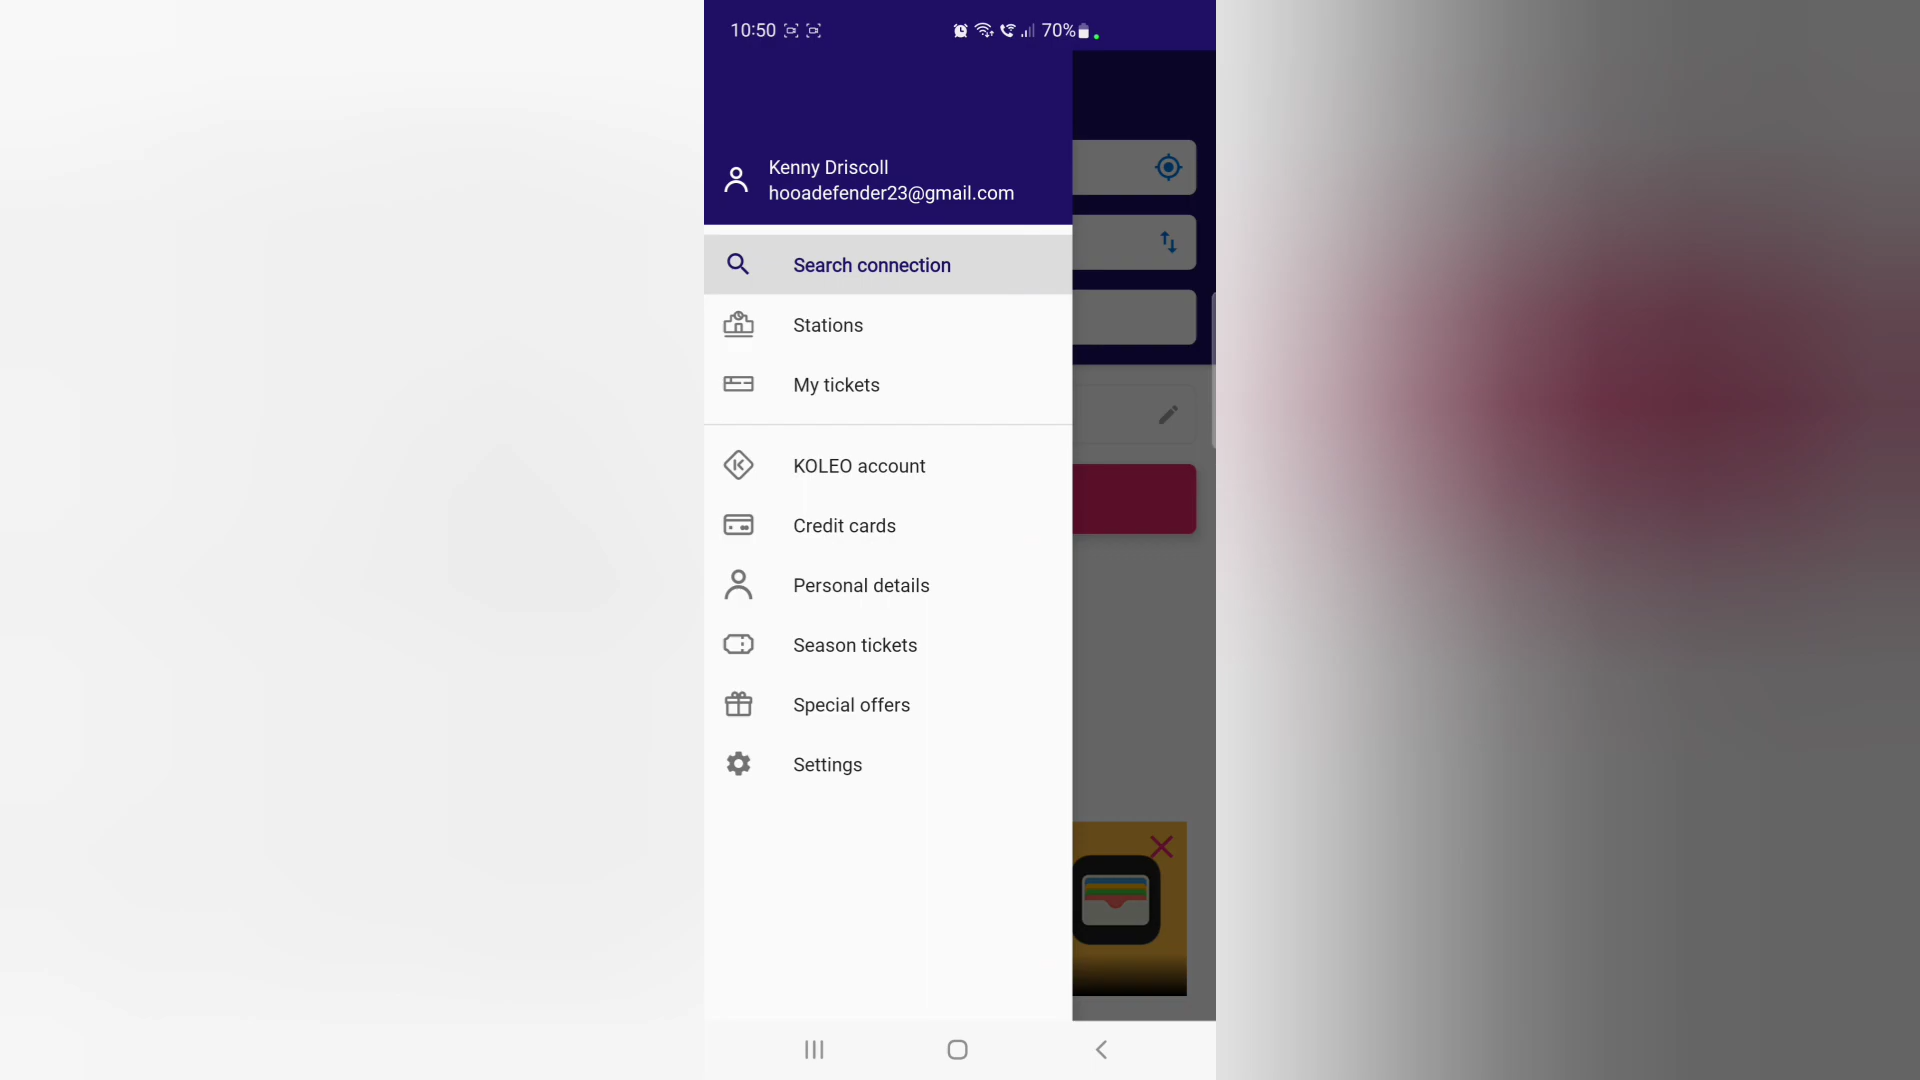 10:50 70%
Kenny Driscoll
hooadefender23@gmail.com
Search connection
Stations
My tickets
KOLEO account
Credit cards
Personal details
Season tickets
Special offers
Settings